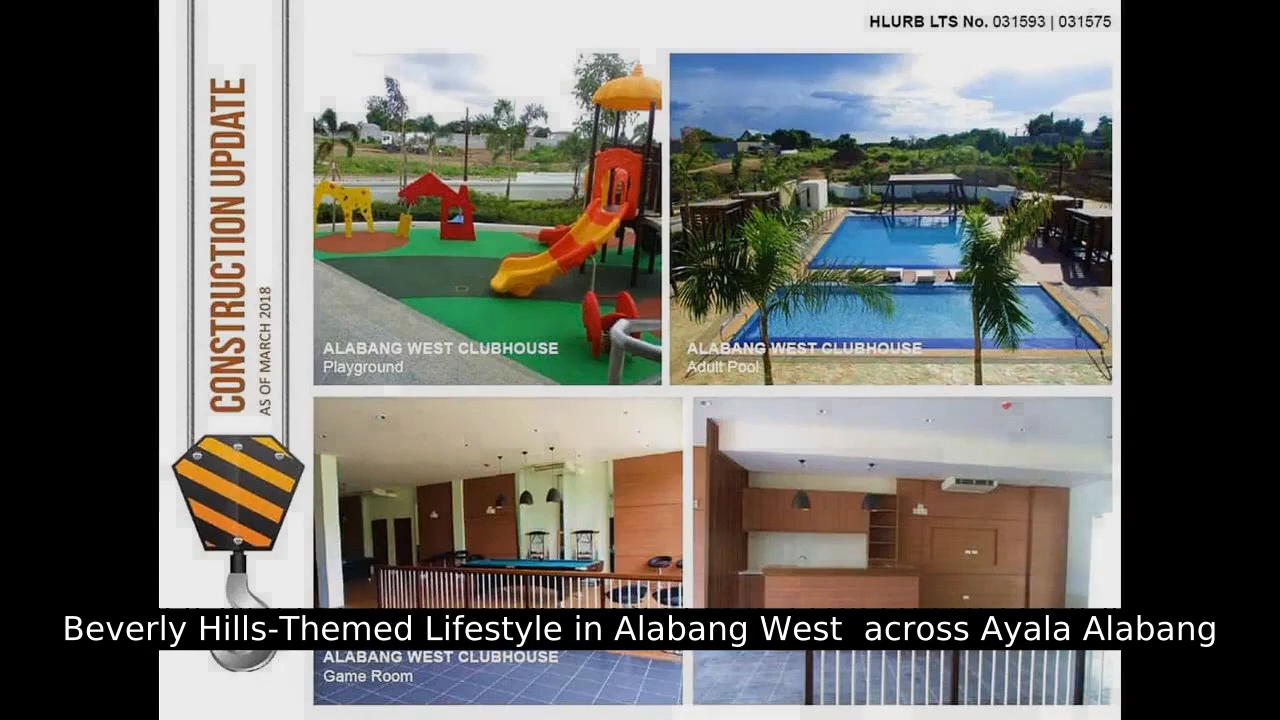 HLURB LTS No. 031593 | 031575
CONSTRUCTION UPDATE
AS OF MARCH 2018
ALABANG WEST CLUBHOUSE
Playground
ALABANG WEST CLUBHOUSE
Adult Pool
Beverly Hills-Themed Lifestyle in Alabang West  across Ayala Alabang
ALABANG WEST CLUBHOUSE
Game Room